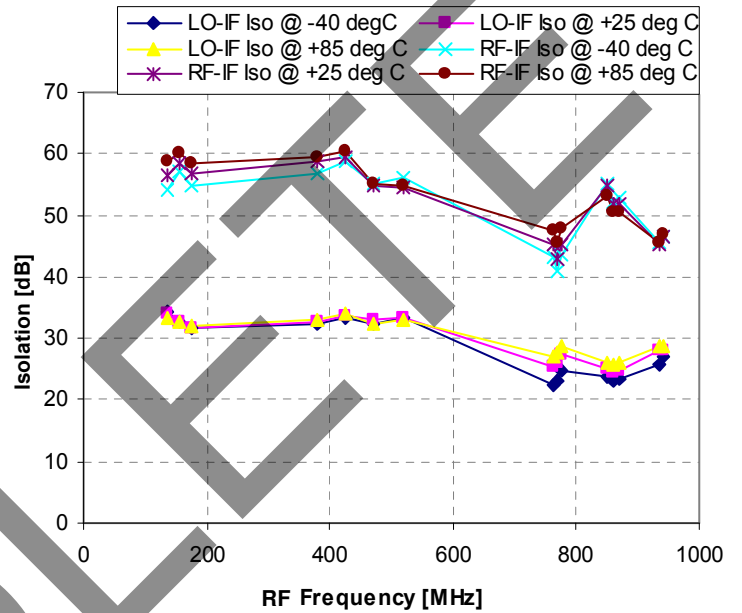 LO-IF Iso @ -40 degC LO-IF Iso @ +25 deg C
LO-IF Iso @ +85 deg C RF-IF Iso @ -40 deg C
RF-IF Iso @ +25 deg C RF-IF Iso @ +85 deg C
70
60
50
40
30
20
10
0
Isolation [dB]
0 200 400 600 800 1000
RF Frequency [MHz]